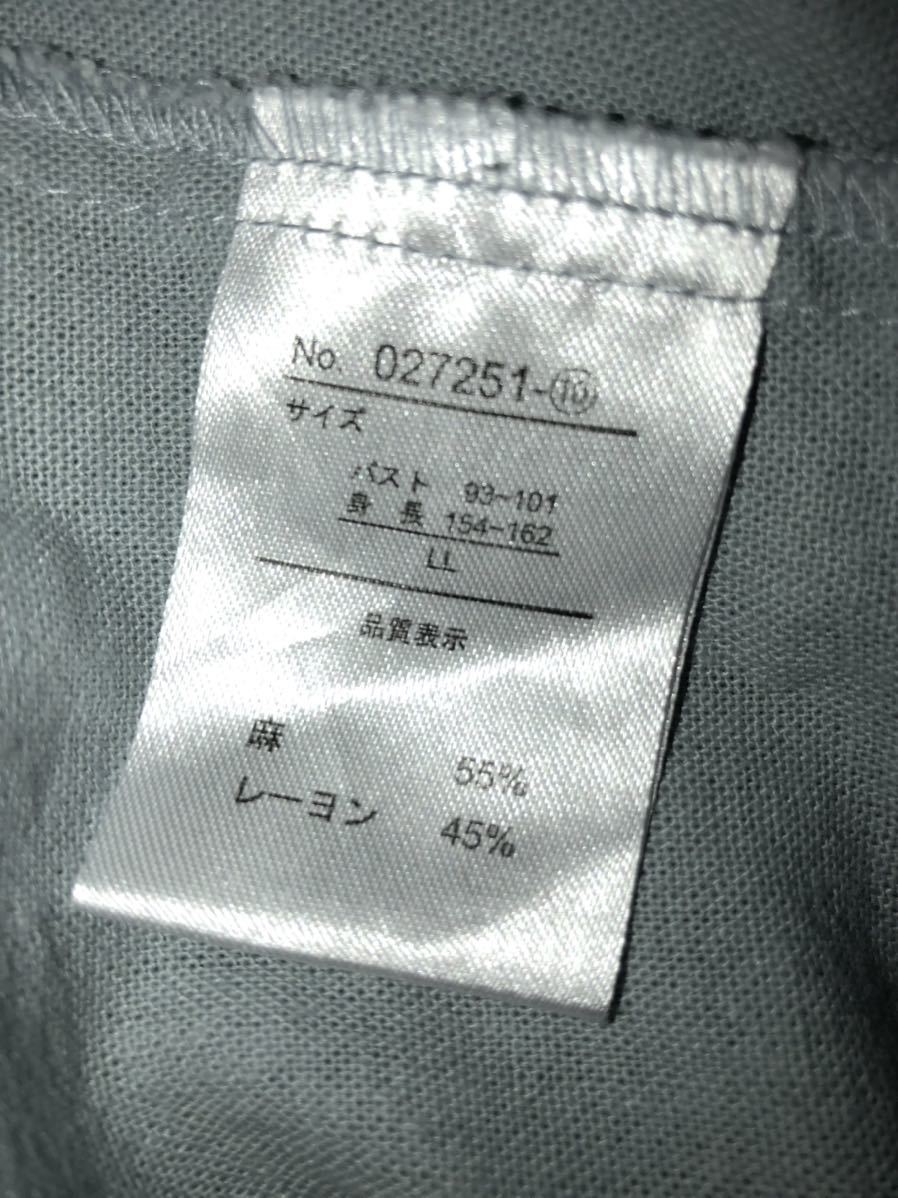 No. 027251-⑩
サイズ
バスト 93~101
身長 154~162
LL
品質表示
麻 55%
レーヨン 45%